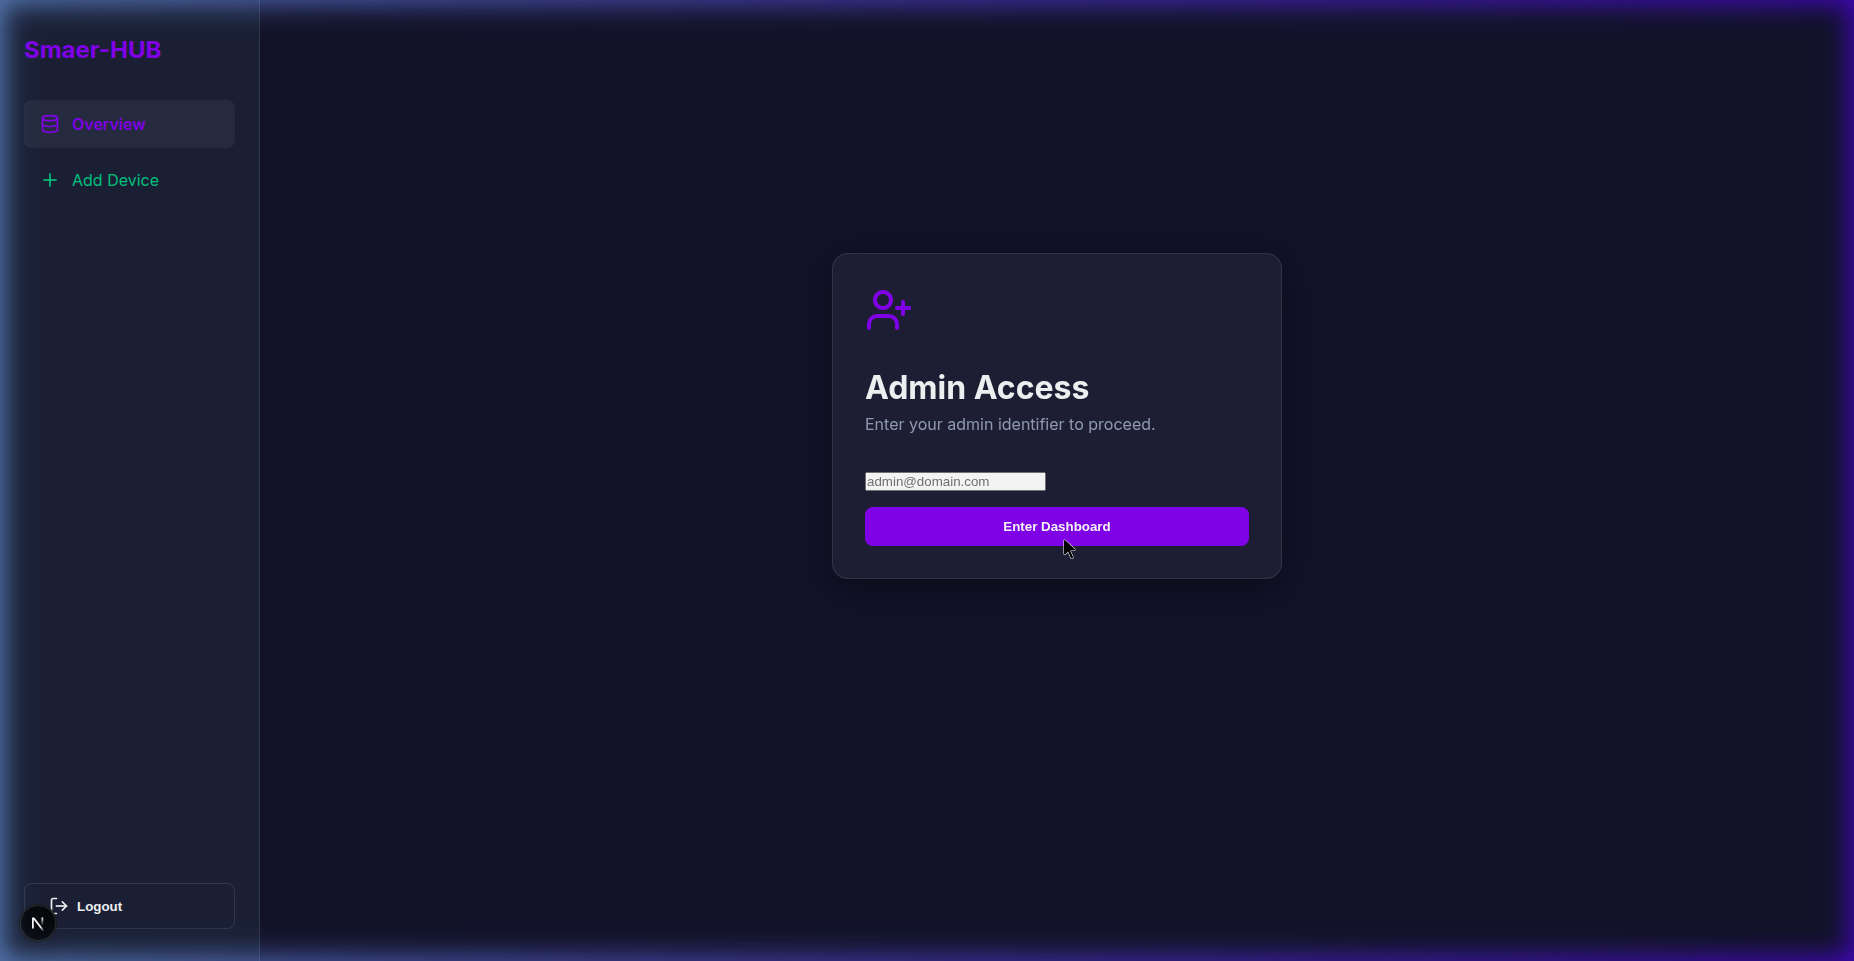 Smaer-HUB
Overview
Add Device
Admin Access
Enter your admin identifier to proceed.
admin@domain.com
Enter Dashboard
Logout
N